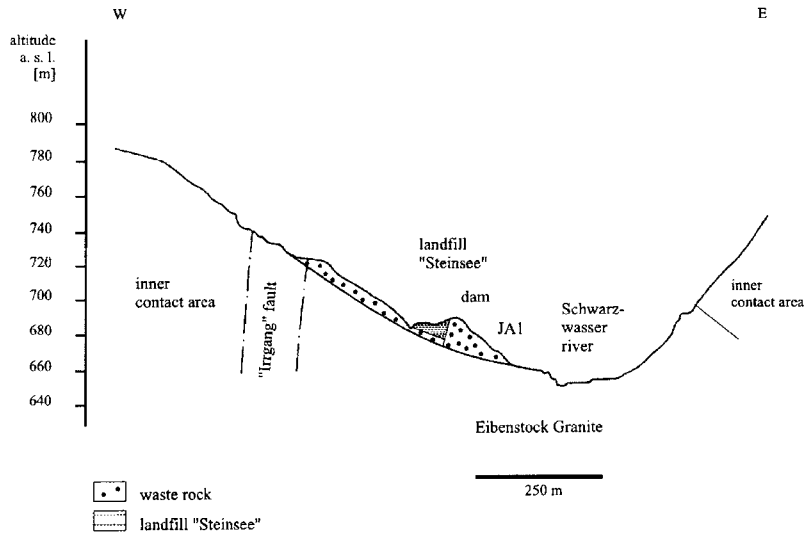 W
E
altitude
a. s. l.
[m]
800
780
760
740
720
700
680
660
640
inner
contact area
"Irrgang" fault
landfill
"Steinsee"
dam
JA1
Schwarz-
wasser
river
inner
contact area
Eibenstock Granite
250 m
waste rock
landfill "Steinsee"